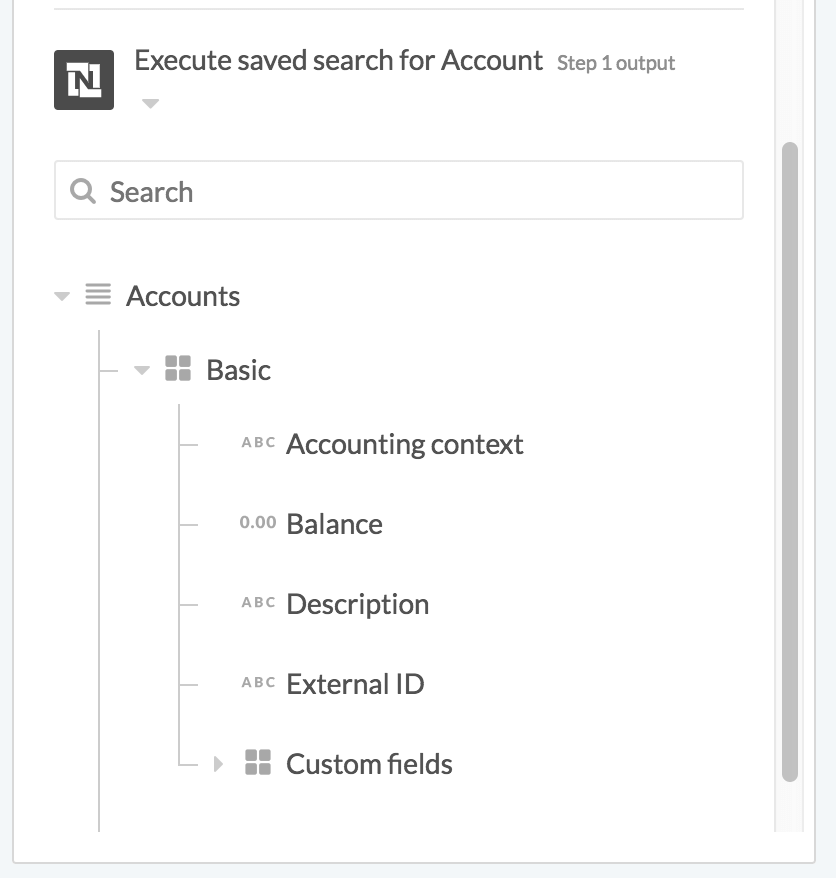 Execute saved search for Account Step 1 output
N
Search
Accounts
Basic
ABC Accounting context
0.00 Balance
ABC Description
ABC External ID
Custom fields